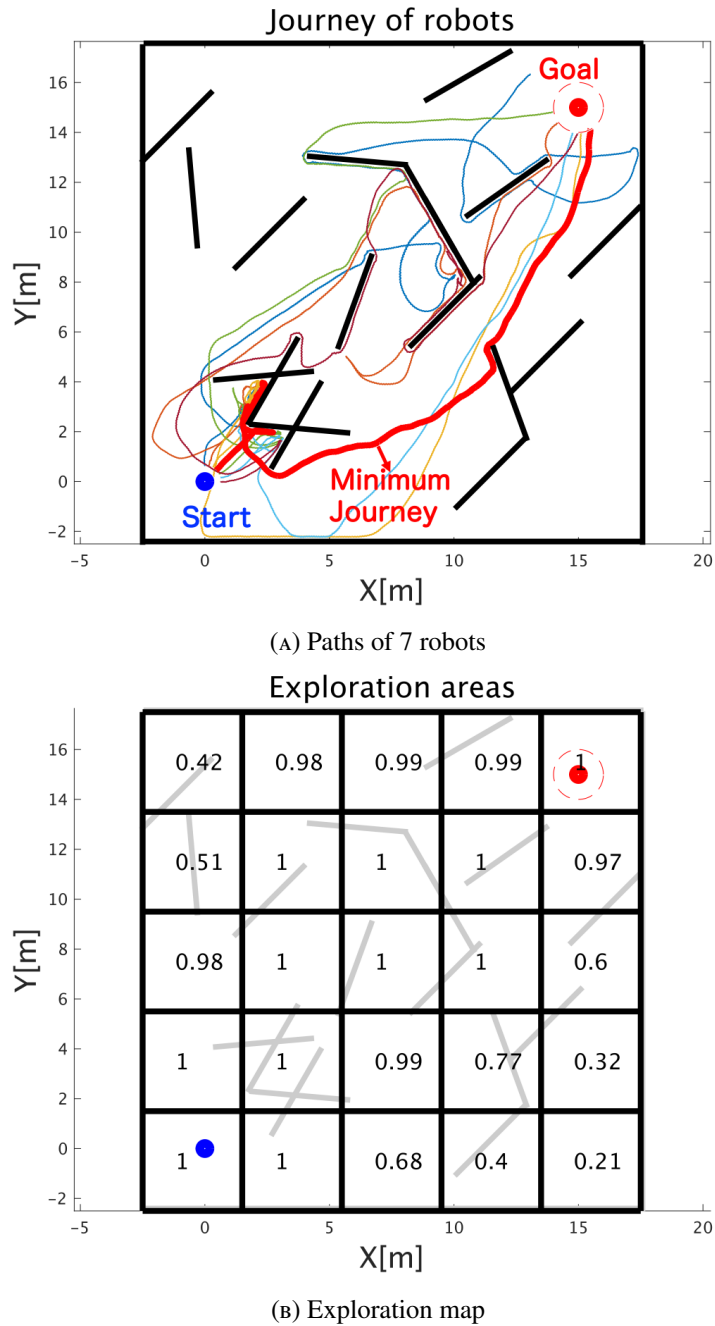 Journey of robots
16
14
12
10
8
6
4
2
0
-2
Y[m]
Goal
Start
Minimum
Journey
-5 0 5 10 15 20
X[m]
(A) Paths of 7 robots
Exploration areas
16
14
12
10
8
6
4
2
0
-2
Y[m]
0.42 0.98 0.99 0.99 1
0.51 1 1 1 0.97
0.98 1 1 1 0.6
1 1 0.99 0.77 0.32
1 1 0.68 0.4 0.21
-5 0 5 10 15 20
X[m]
(B) Exploration map